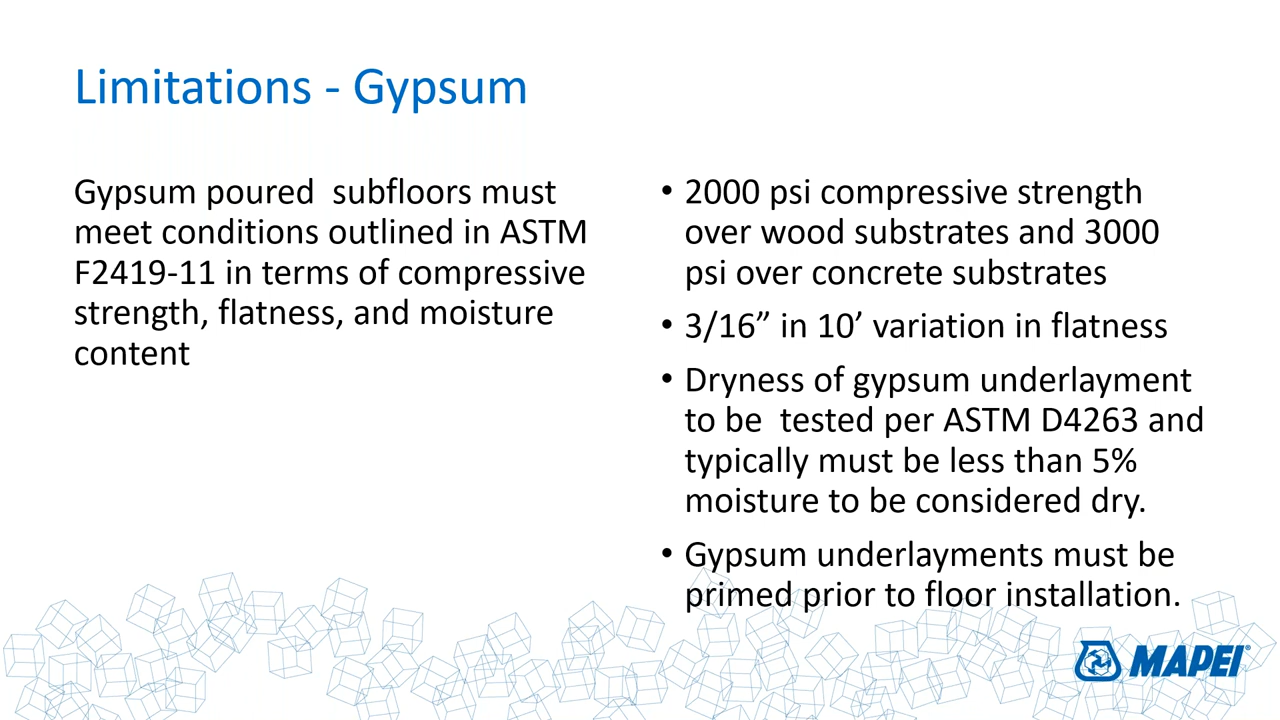 Limitations - Gypsum
Gypsum poured  subfloors must
meet conditions outlined in ASTM
F2419-11 in terms of compressive
strength, flatness, and moisture
content
• 2000 psi compressive strength
over wood substrates and 3000
psi over concrete substrates
• 3/16” in 10’ variation in flatness
• Dryness of gypsum underlayment
to be  tested per ASTM D4263 and
typically must be less than 5%
moisture to be considered dry.
• Gypsum underlayments must be
primed prior to floor installation.
MAPEI®